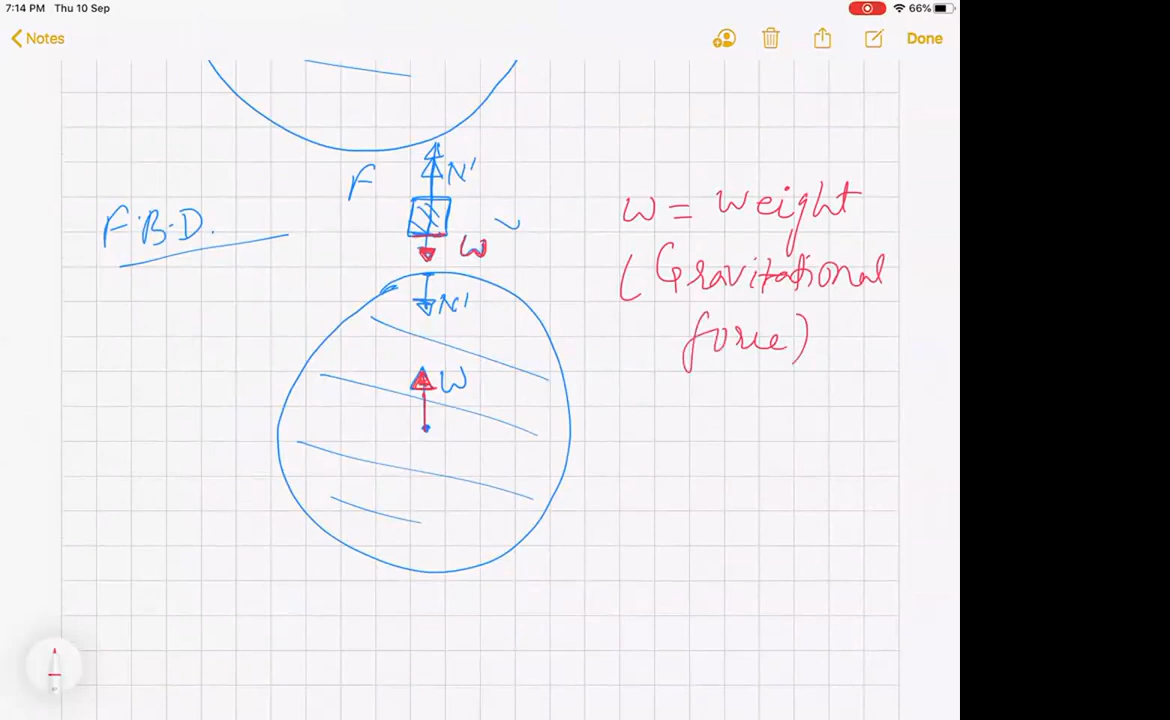 7:14 PM Thu 10 Sep
66%
Notes
Done
F
N'
F.B.D.
W
N'
W
W = Weight
(Gravitational
force)